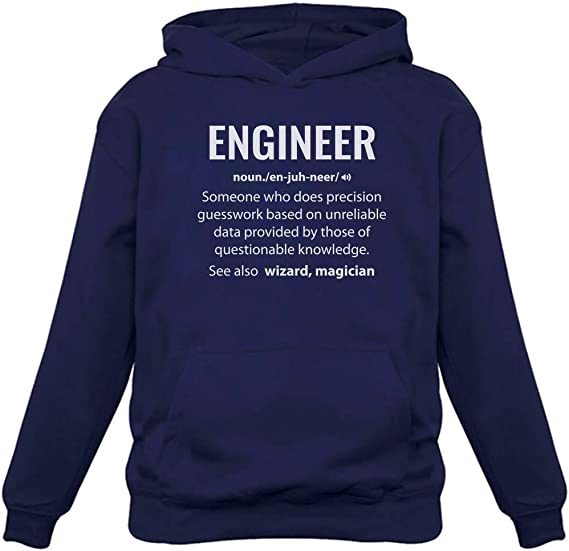 ENGINEER
noun./en-juh-neer/
Someone who does precision
guesswork based on unreliable
data provided by those of
questionable knowledge.
See also wizard, magician